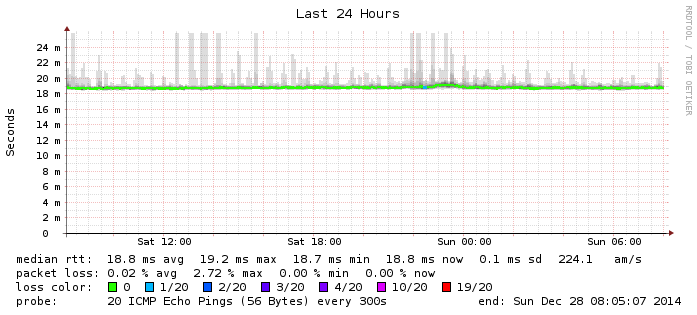 Last 24 Hours
RRDTOOL / TOBI OETIKER
Seconds
24 m
22 m
20 m
18 m
16 m
14 m
12 m
10 m
8 m
6 m
4 m
2 m
0
Sat 12:00 Sat 18:00 Sun 00:00 Sun 06:00
median rtt: 18.8 ms avg 19.2 ms max 18.7 ms min 18.8 ms now 0.1 ms sd 224.1 am/s
packet loss: 0.02 % avg 2.72 % max 0.00 % min 0.00 % now
loss color: 0 1/20 2/20 3/20 4/20 10/20 19/20
probe: 20 ICMP Echo Pings (56 Bytes) every 300s end: Sun Dec 28 08:05:07 2014